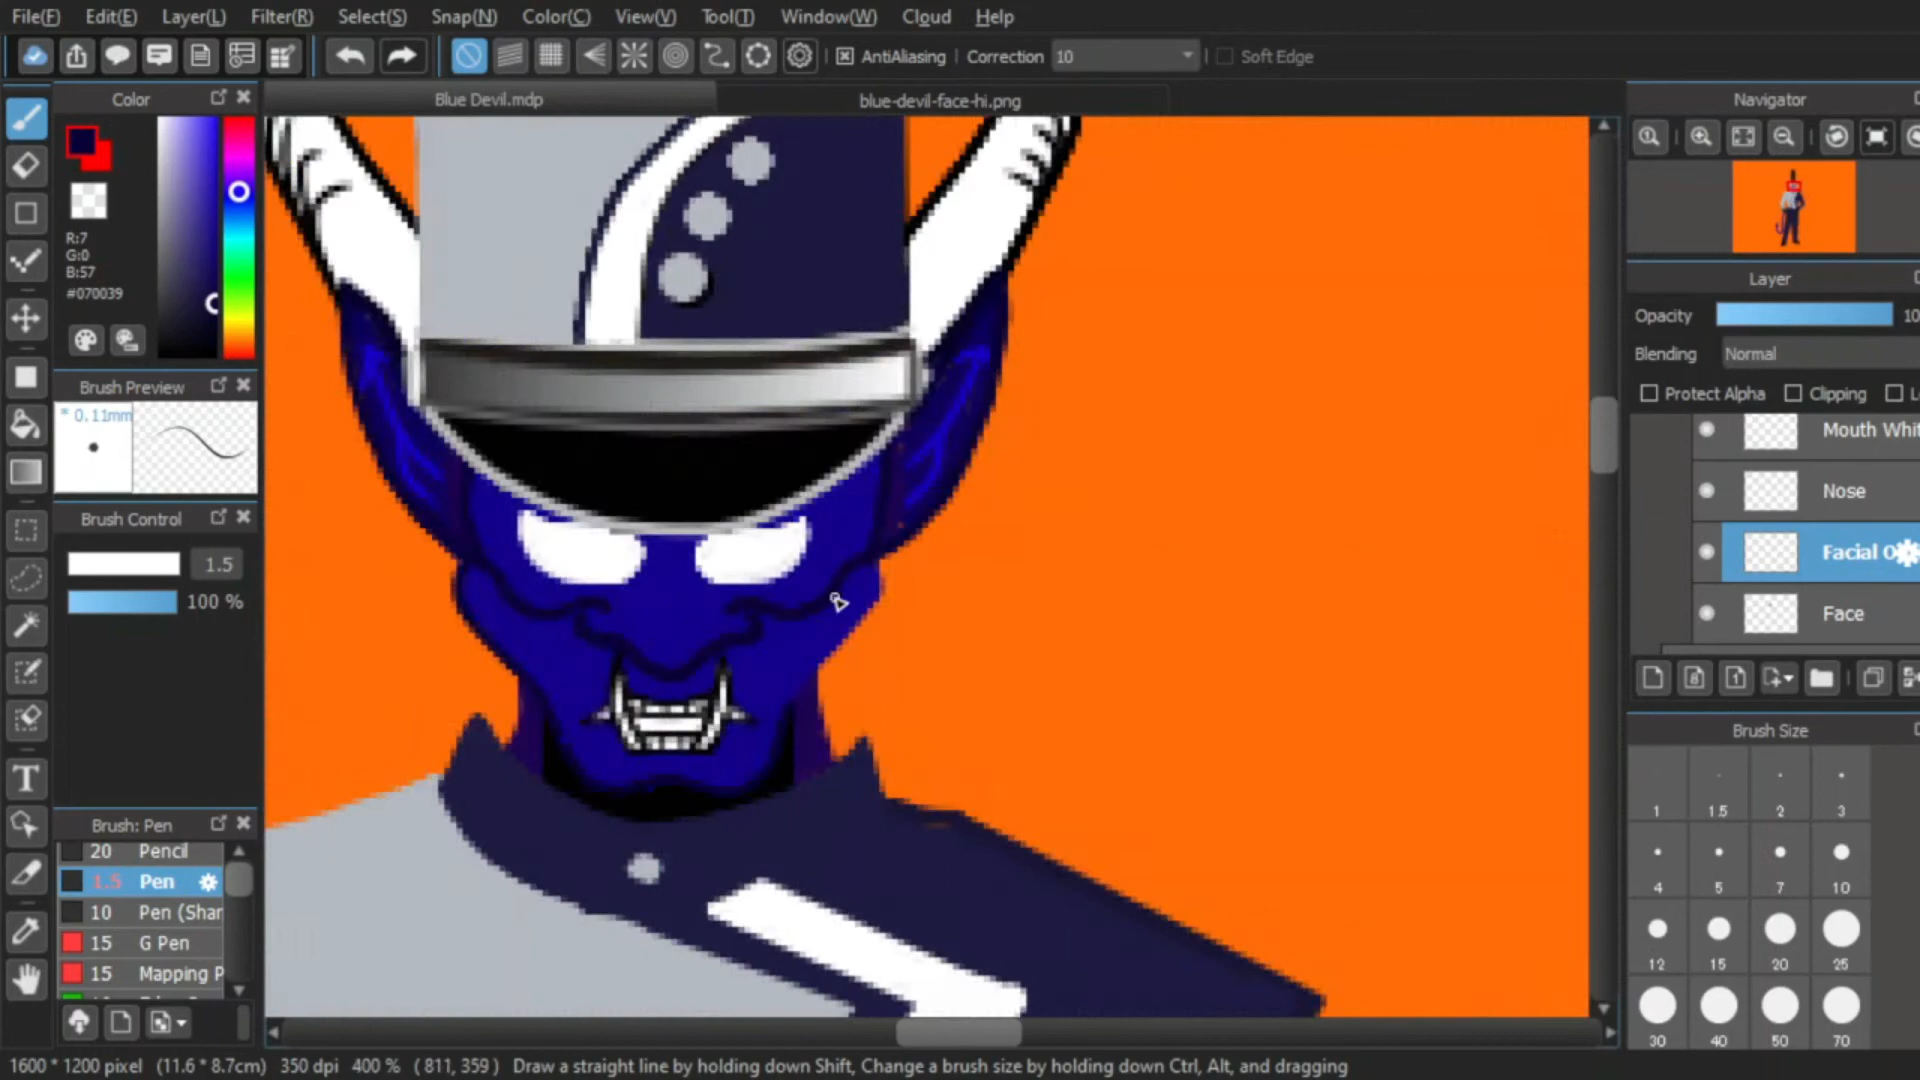 File(F) Edit(E) Layer(L) Filter(R) Select(S) Snap(N) Color(C) View(V) Tool(T) Window(W) Cloud Help
AntiAliasing Correction 10 Soft Edge
Color
Blue Devil.mdp
blue-devil-face-hi.png
Navigator
R:7
G:0
B:57
#070039
Layer
Opacity 10
Blending Normal
Protect Alpha Clipping
Brush Preview
* 0.11mm
Mouth Whit
Nose
Facial O
Face
Brush Control
1.5
100 %
Brush Size
1 1.5 2 3
4 5 7 10
12 15 20 25
30 40 50 70
Brush: Pen
20 Pencil
1.5 Pen
10 Pen (Shar
15 G Pen
15 Mapping P
1600 * 1200 pixel (11.6 * 8.7cm) 350 dpi 400 % ( 811, 359 ) Draw a straight line by holding down Shift, Change a brush size by holding down Ctrl, Alt, and dragging